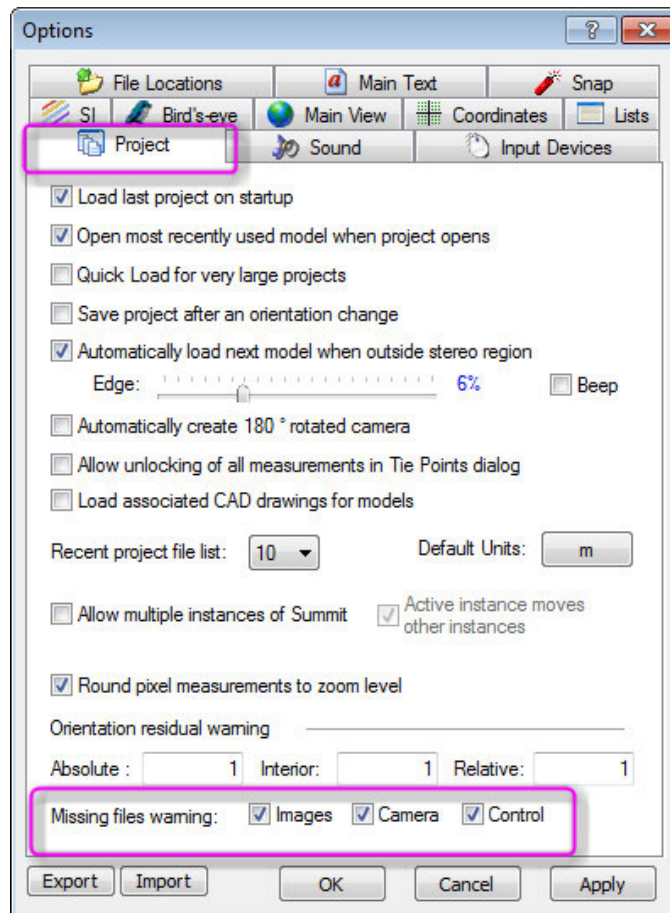 Options
File Locations Main Text Snap
SI Bird's-eye Main View Coordinates Lists
Project Sound Input Devices
Load last project on startup
Open most recently used model when project opens
Quick Load for very large projects
Save project after an orientation change
Automatically load next model when outside stereo region
Edge: 6% Beep
Automatically create 180 ° rotated camera
Allow unlocking of all measurements in Tie Points dialog
Load associated CAD drawings for models
Recent project file list: 10 Default Units: m
Allow multiple instances of Summit Active instance moves
other instances
Round pixel measurements to zoom level
Orientation residual warning
Absolute : 1 Interior: 1 Relative: 1
Missing files warning: Images Camera Control
Export Import OK Cancel Apply